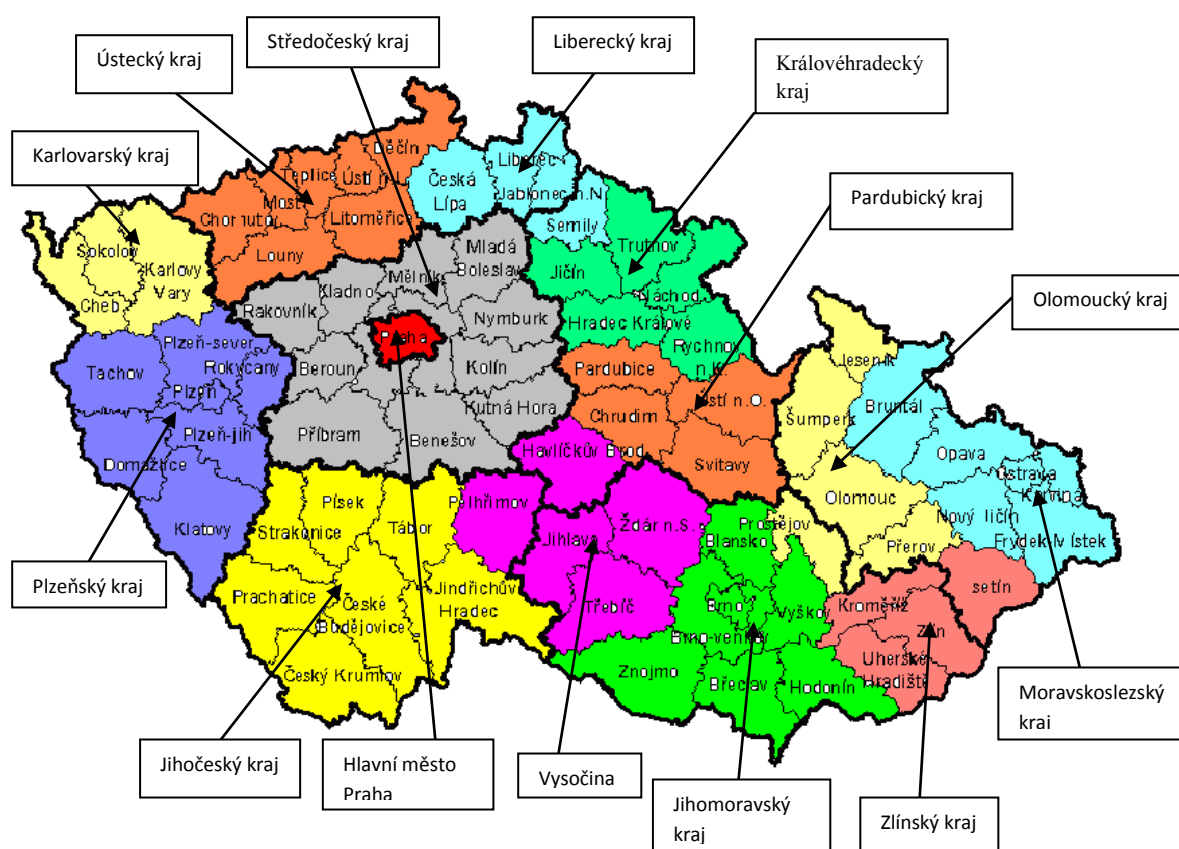 Středočeský kraj
Liberecký kraj
Ústecký kraj
Královéhradecký
kraj
Karlovarský kraj
Pardubický kraj
Olomoucký kraj
Děčín
Teplice
Ústí n.L.
Most
Chomutov
Litoměřice
Louny
Česká
Lípa
Liberec
Jablonec n.N.
Semily
Sokolov
Karlovy
Vary
Cheb
Trutnov
Jičín
Náchod
Hradec Králové
Rychnov
n.K.
Mladá
Boleslav
Mělník
Kladno
Rakovník
Nymburk
Praha
Beroun
Kolín
Kutná Hora
Příbram
Benešov
Plzeň-sever
Rokycany
Tachov
Plzeň
Plzeň-jih
Domažlice
Klatovy
Pardubice
Chrudim
Ústí n.O.
Svitavy
Jeseník
Šumperk
Bruntál
Opava
Ostrava
Karviná
Olomouc
Nový Jičín
Frýdek-Místek
Prostějov
Přerov
Havlíčkův Brod
Pelhřimov
Žďár n.S.
Jihlava
Třebíč
Písek
Strakonice
Tábor
Prachatice
České
Budějovice
Jindřichův
Hradec
Český Krumlov
Blansko
Brno
Vyškov
Brno-venkov
Znojmo
Břeclav
Hodonín
Kroměříž
setín
Zlín
Uherské
Hradiště
Plzeňský kraj
Jihočeský kraj
Hlavní město
Praha
Vysočina
Jihomoravský
kraj
Zlínský kraj
Moravskoslezský
kraj